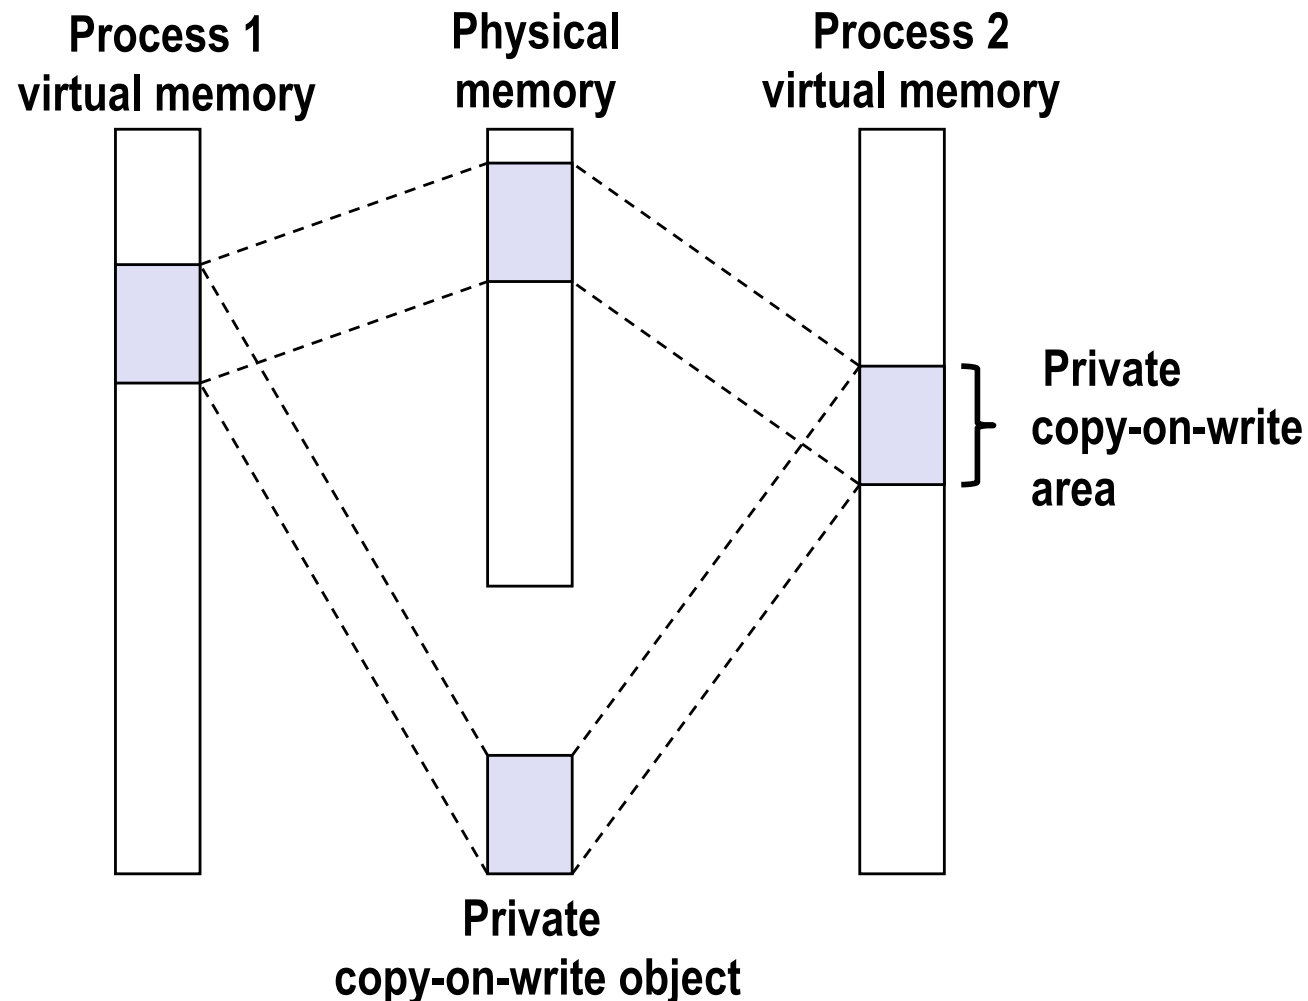 Process 1
virtual memory
Physical
memory
Process 2
virtual memory
Private
copy-on-write
area
Private
copy-on-write object